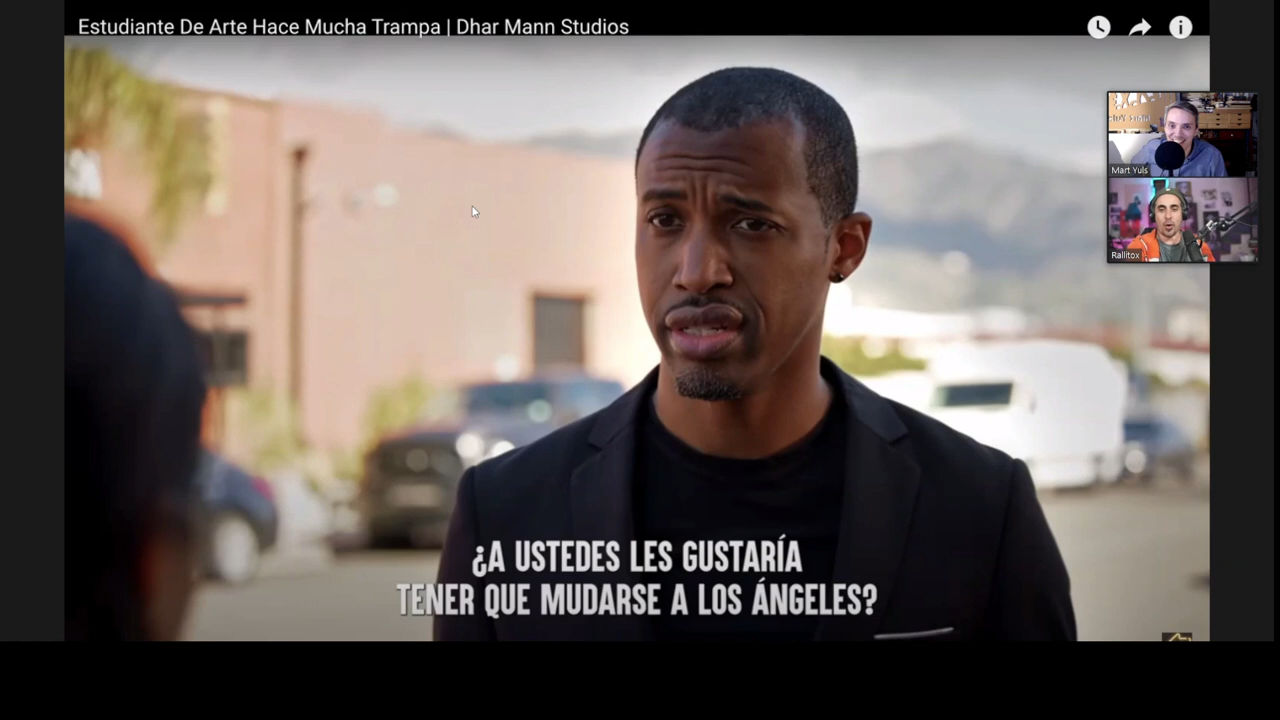 Estudiante De Arte Hace Mucha Trampa | Dhar Mann Studios
Mart Yuls
Rallitox
¿A USTEDES LES GUSTARÍA
TENER QUE MUDARSE A LOS ÁNGELES?